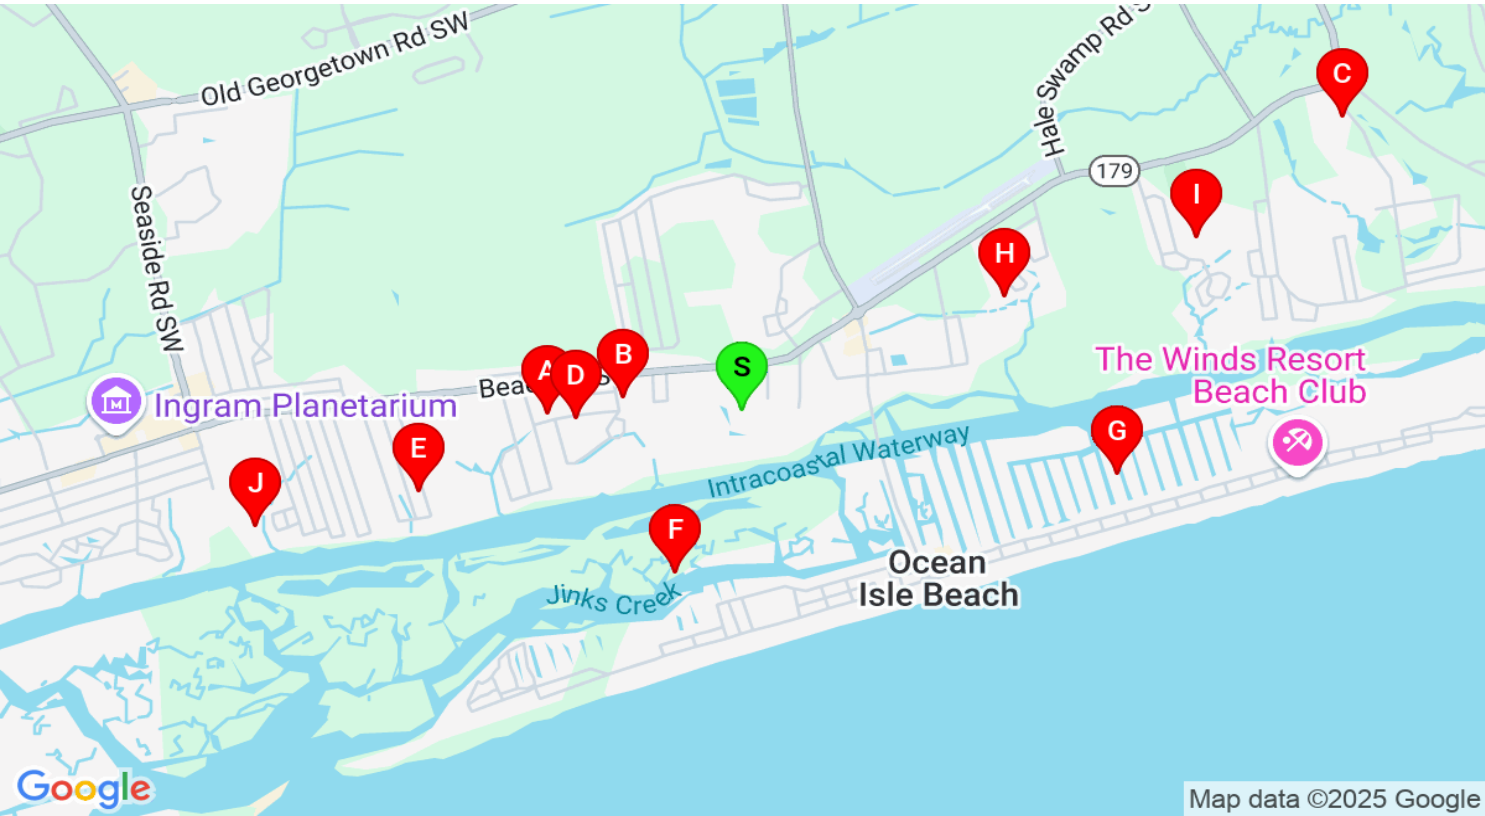 Old Georgetown Rd SW
Hale Swamp Rd S
C
179
I
Seaside Rd SW
H
The Winds Resort
Beach Club
A
D
B
S
Bea
S
Ingram Planetarium
E
G
Intracoastal Waterway
J
F
Ocean
Isle Beach
Jinks Creek
Google
Map data ©2025 Google